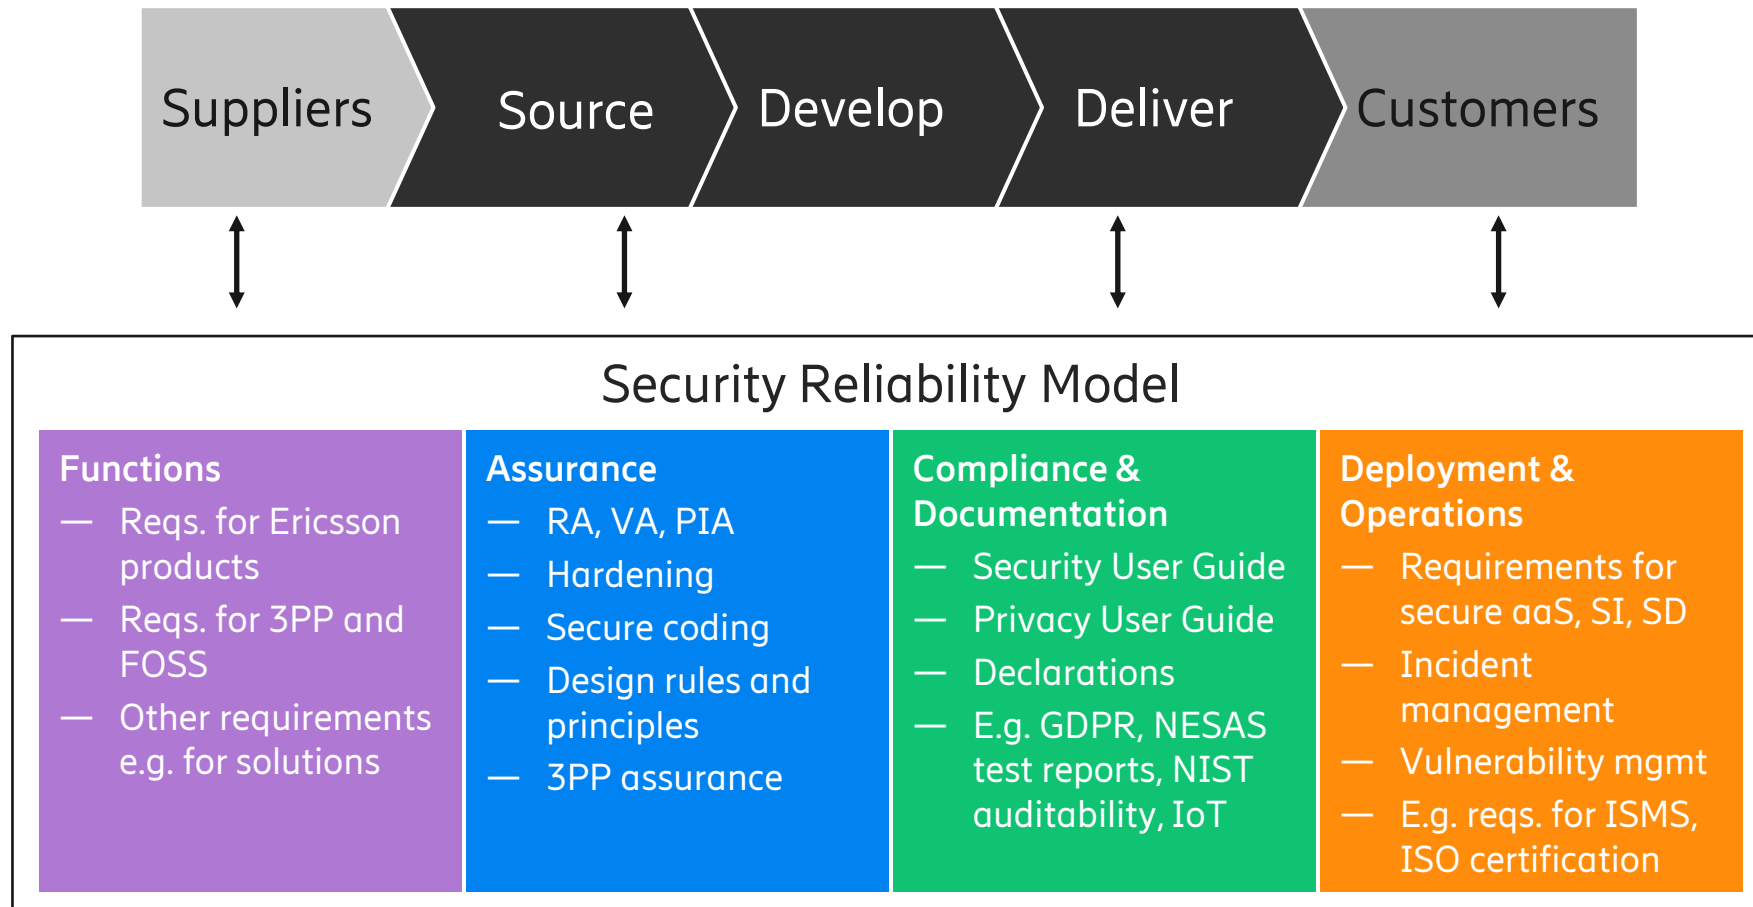 Suppliers
Source
Develop
Deliver
Customers
Security Reliability Model
Functions
— Reqs. for Ericsson
products
— Reqs. for 3PP and
FOSS
— Other requirements
e.g. for solutions
Assurance
— RA, VA, PIA
— Hardening
— Secure coding
— Design rules and
principles
— 3PP assurance
Compliance &
Documentation
— Security User Guide
— Privacy User Guide
— Declarations
— E.g. GDPR, NESAS
test reports, NIST
auditability, IoT
Deployment &
Operations
— Requirements for
secure aaS, SI, SD
— Incident
management
— Vulnerability mgmt
— E.g. reqs. for ISMS,
ISO certification